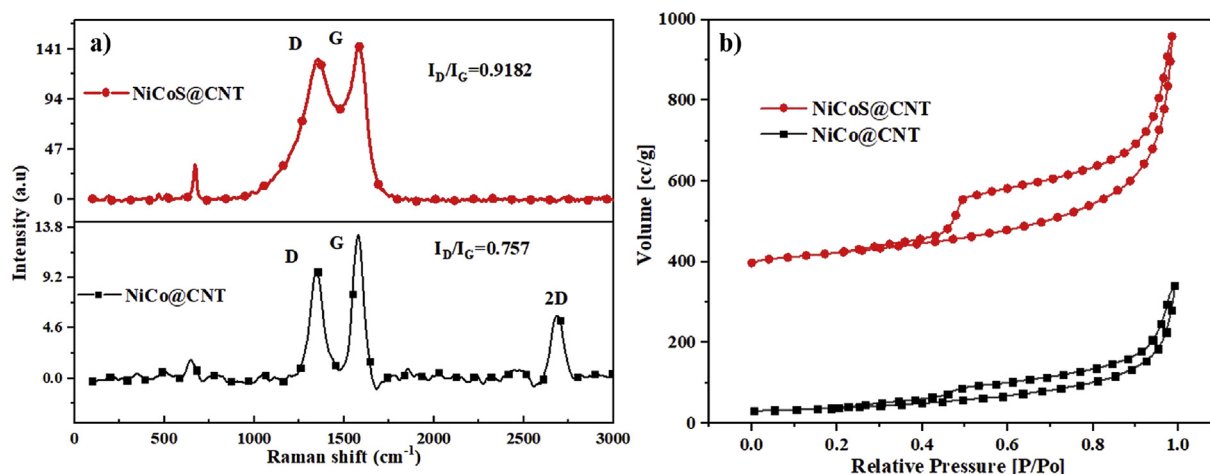 a)
141
94
47
0
D
G
I_D/I_G=0.9182
NiCoS@CNT
13.8
9.2
4.6
0.0
D
G
I_D/I_G=0.757
2D
NiCo@CNT
Intensity (a.u)
0
500
1000
1500
2000
2500
3000
Raman shift (cm⁻¹)
b)
1000
800
600
400
200
0
NiCoS@CNT
NiCo@CNT
Volume [cc/g]
0.0
0.2
0.4
0.6
0.8
1.0
Relative Pressure [P/Po]